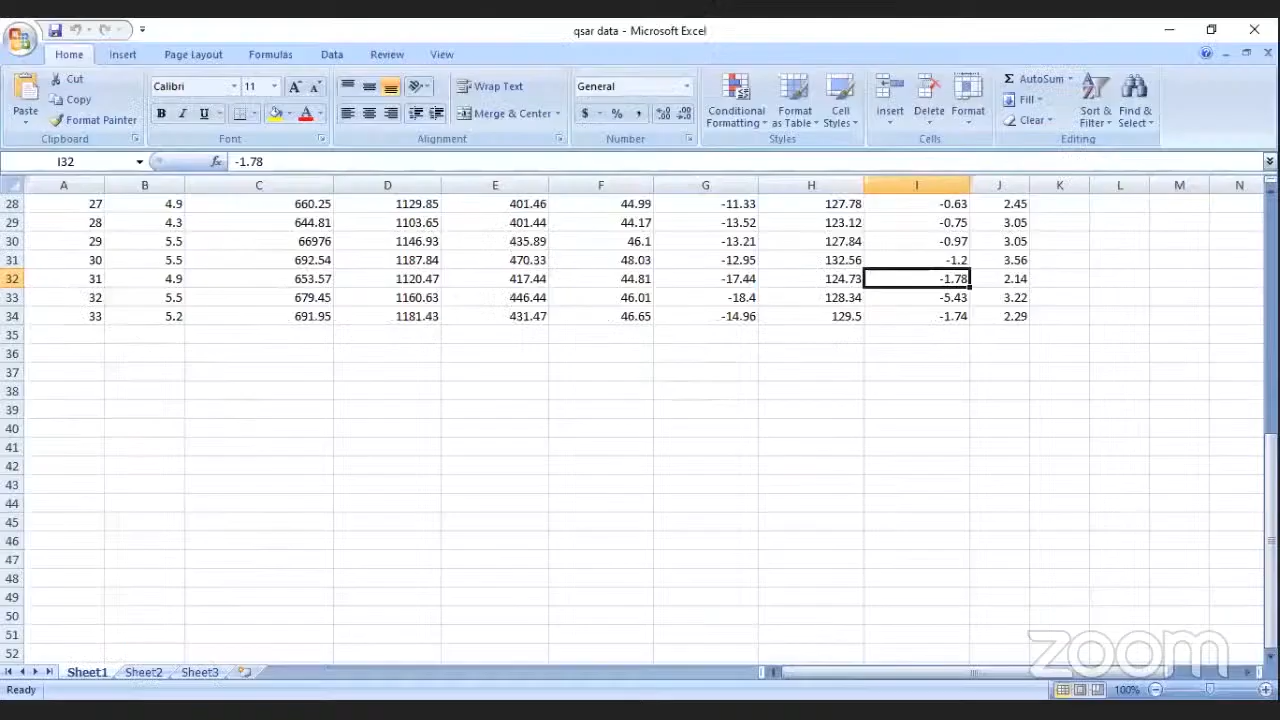 qsar data - Microsoft Excel
Home Insert Page Layout Formulas Data Review View
Cut
Calibri 11 Wrap Text General AutoSum
Copy Fill
Paste Format Painter Merge & Center $ % , Conditional Formatting Format as Table Cell Styles Insert Delete Format Clear Sort & Filter Find & Select
B I U
Clipboard Font Alignment Number Styles Cells Editing
I32 fx -1.78
A B C D E F G H I J K L M N
28 27 4.9 660.25 1129.85 401.46 44.99 -11.33 127.78 -0.63 2.45
29 28 4.3 644.81 1103.65 401.44 44.17 -13.52 123.12 -0.75 3.05
30 29 5.5 66976 1146.93 435.89 46.1 -13.21 127.84 -0.97 3.05
31 30 5.5 692.54 1187.84 470.33 48.03 -12.95 132.56 -1.2 3.56
32 31 4.9 653.57 1120.47 417.44 44.81 -17.44 124.73 -1.78 2.14
33 32 5.5 679.45 1160.63 446.44 46.01 -18.4 128.34 -5.43 3.22
34 33 5.2 691.95 1181.43 431.47 46.65 -14.96 129.5 -1.74 2.29
35
36
37
38
39
40
41
42
43
44
45
46
47
48
49
50
51
52
zoom
Sheet1 Sheet2 Sheet3
Ready 100%